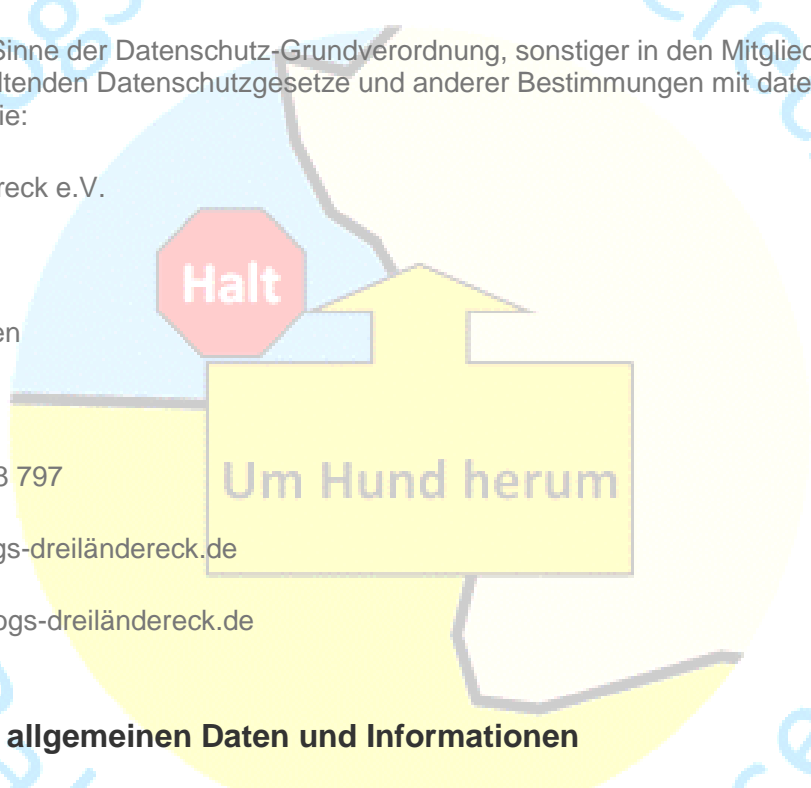 Sinne der Datenschutz-Grundverordnung, sonstiger in den Mitglied
ltenden Datenschutzgesetze und anderer Bestimmungen mit date
ie:
reck e.V.
Halt
en
797
Um Hund herum
gs-dreiländereck.de
ogs-dreiländereck.de
allgemeinen Daten und Informationen